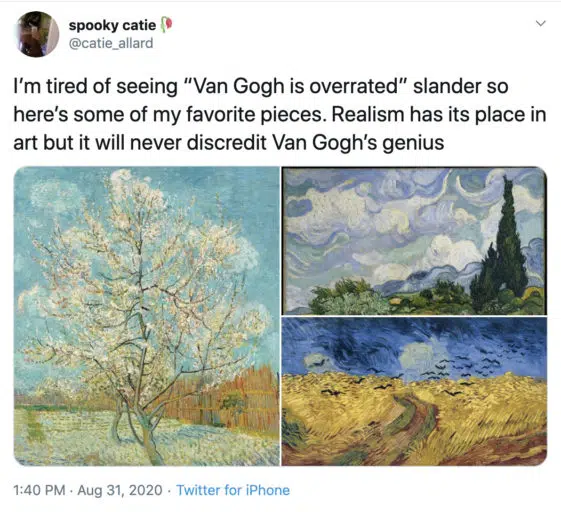 spooky catie🥀
@catie_allard
I’m tired of seeing “Van Gogh is overrated” slander so
here’s some of my favorite pieces. Realism has its place in
art but it will never discredit Van Gogh’s genius
1:40 PM · Aug 31, 2020 · Twitter for iPhone